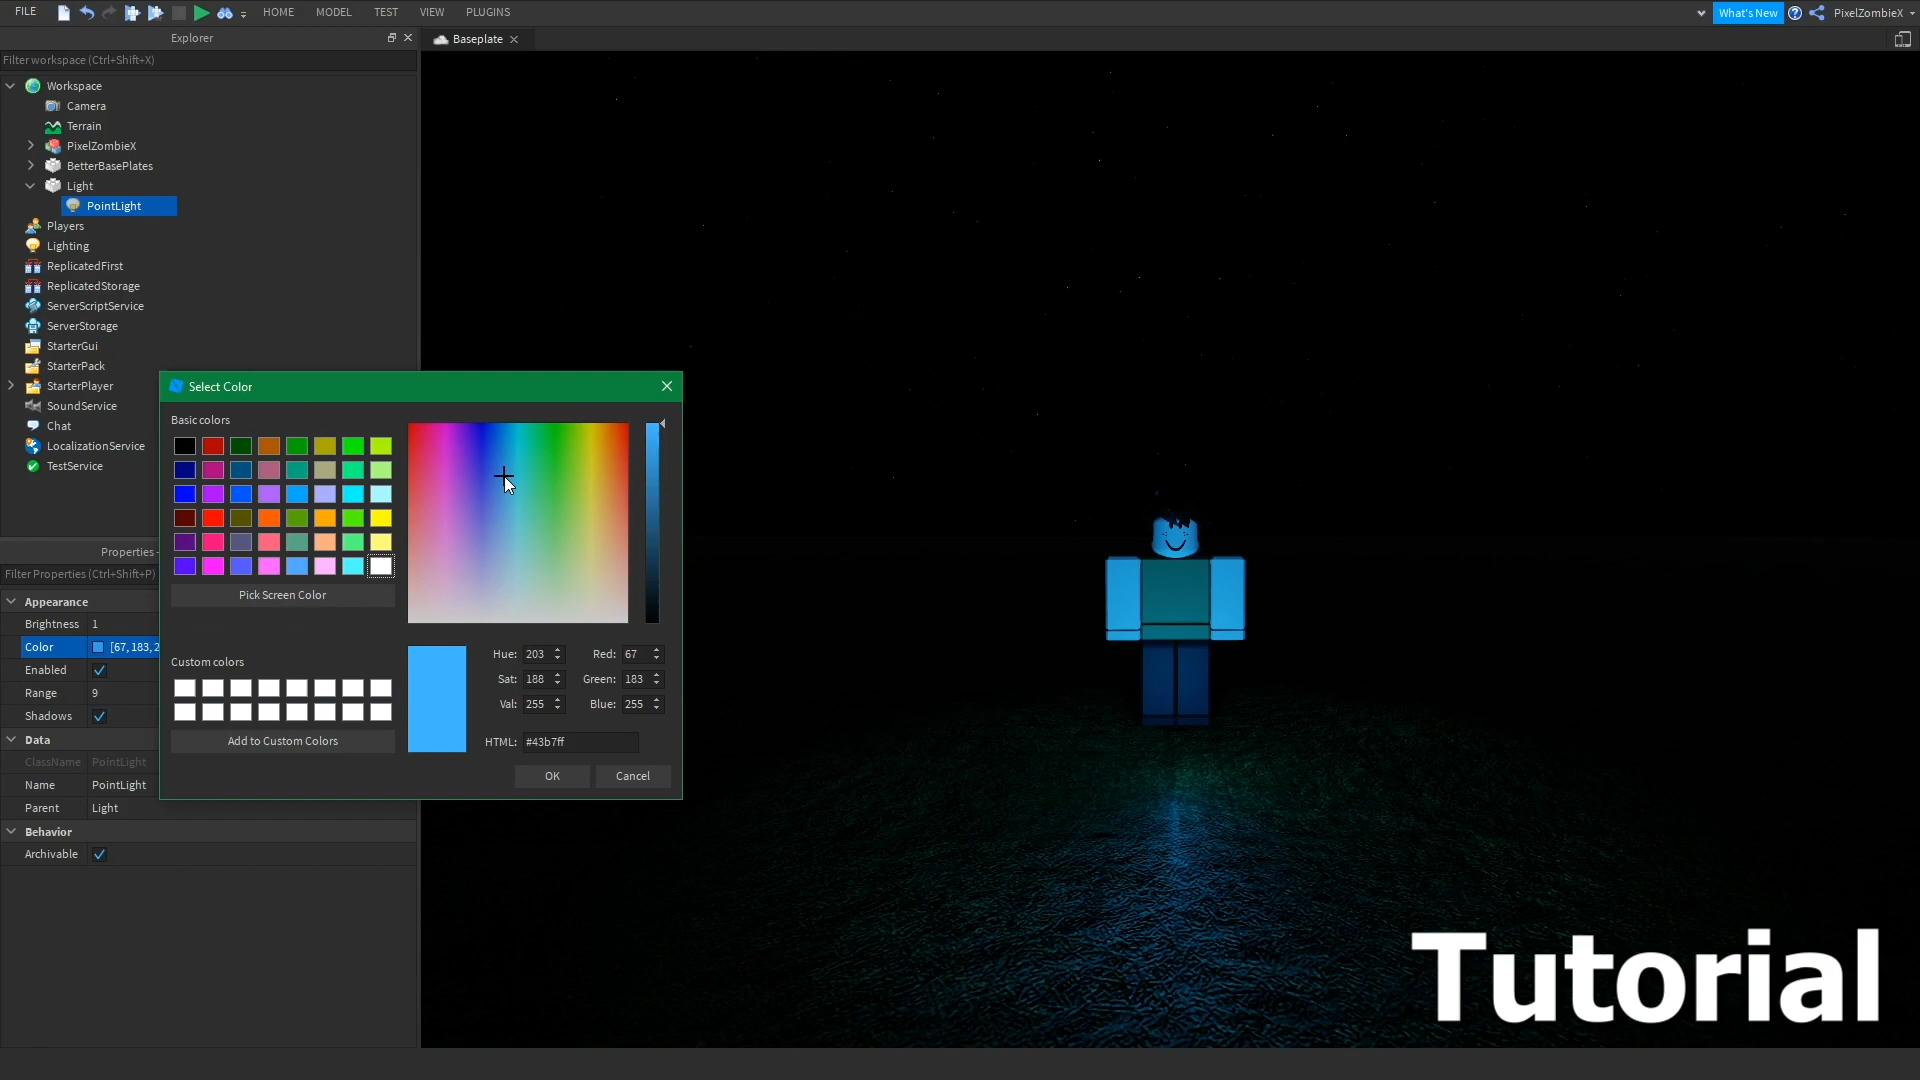 FILE HOME MODEL TEST VIEW PLUGINS What's New PixelZombieX
Explorer
Baseplate
Filter workspace (Ctrl+Shift+X)
Workspace
Camera
Terrain
PixelZombieX
BetterBasePlates
Light
PointLight
Players
Lighting
ReplicatedFirst
ReplicatedStorage
ServerScriptService
ServerStorage
StarterGui
StarterPack
StarterPlayer
SoundService
Chat
LocalizationService
TestService
Properties -
Filter Properties (Ctrl+Shift+P)
Appearance
Brightness 1
Color [67, 183, 2
Enabled
Range 9
Shadows
Data
ClassName PointLight
Name PointLight
Parent Light
Behavior
Archivable
Select Color
Basic colors
Pick Screen Color
Custom colors
Add to Custom Colors
Hue: 203 Red: 67
Sat: 188 Green: 183
Val: 255 Blue: 255
HTML: #43b7ff
OK Cancel
Tutorial